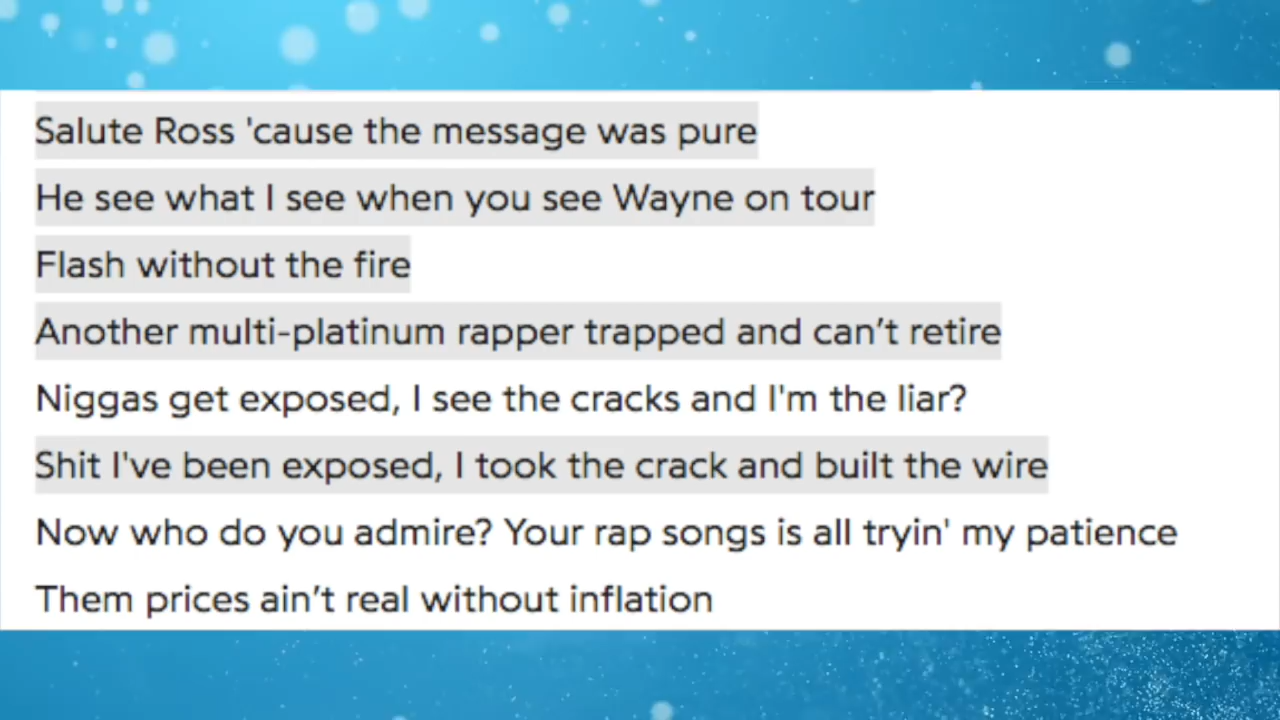 Salute Ross 'cause the message was pure
He see what I see when you see Wayne on tour
Flash without the fire
Another multi-platinum rapper trapped and can’t retire
Niggas get exposed, I see the cracks and I'm the liar?
Shit I've been exposed, I took the crack and built the wire
Now who do you admire? Your rap songs is all tryin' my patience
Them prices ain’t real without inflation